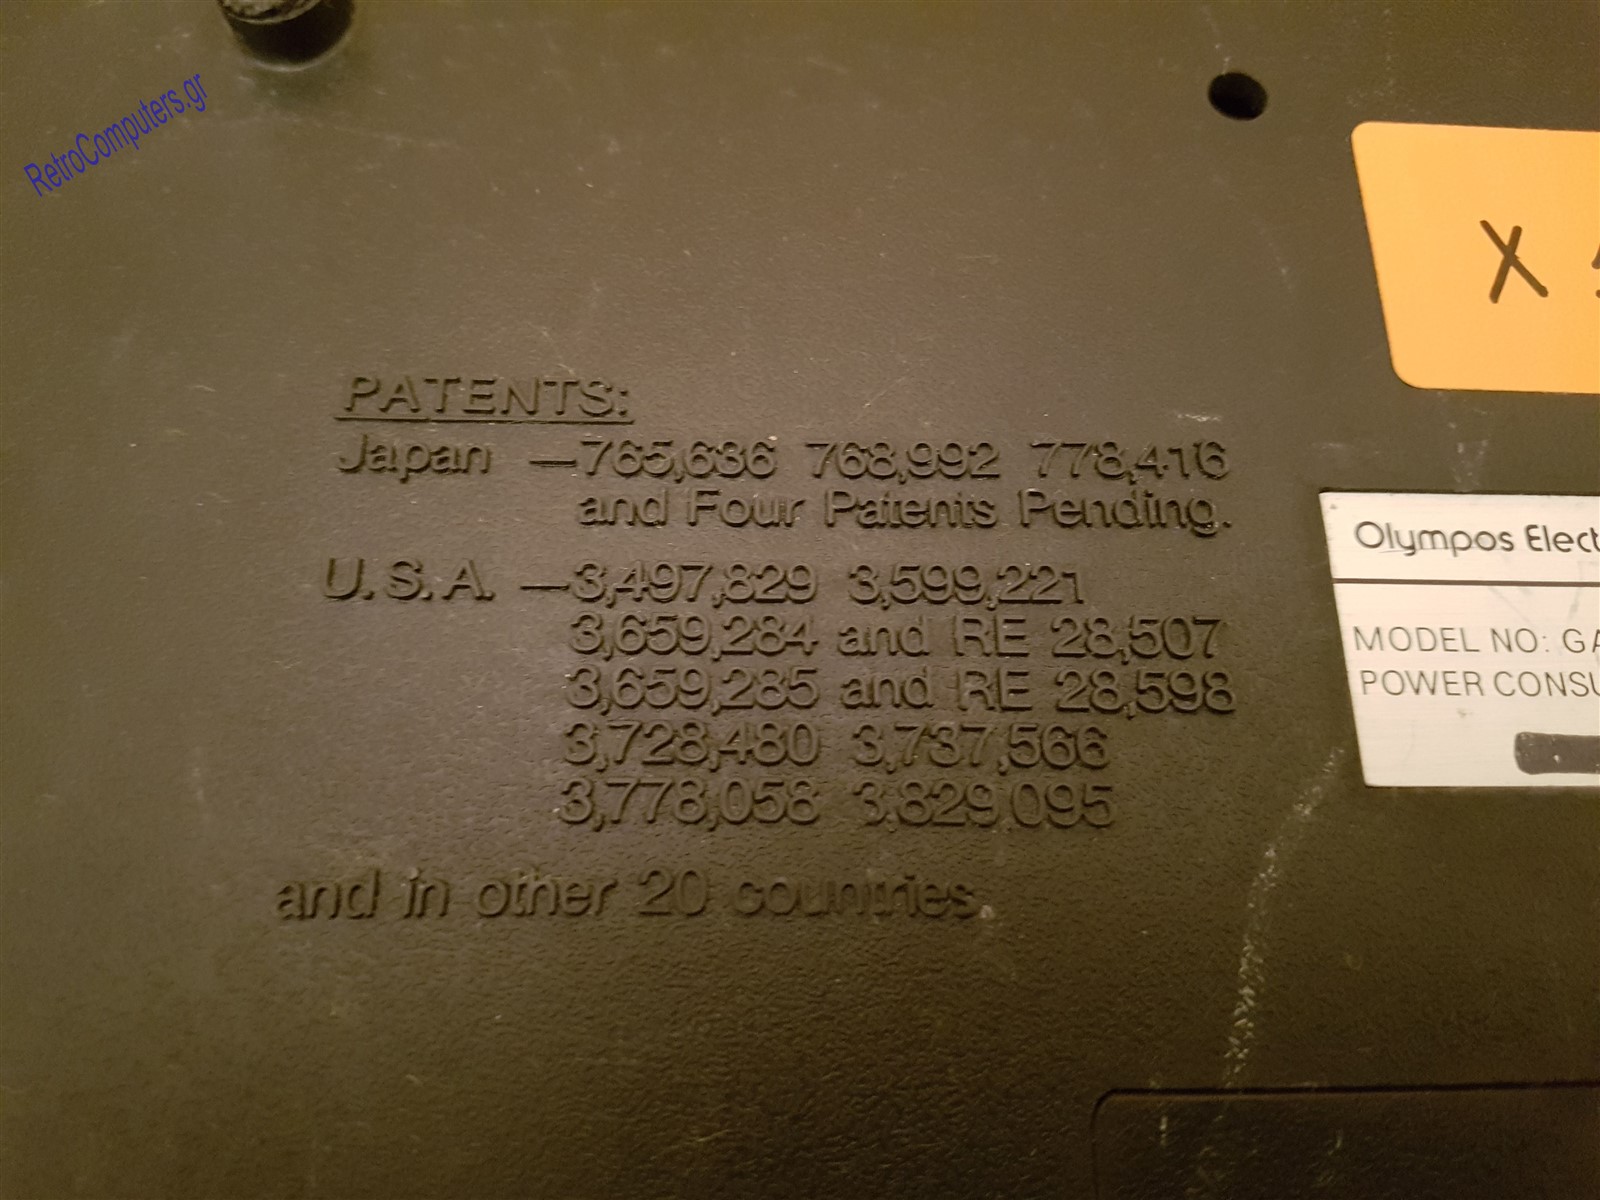 RetroComputers.gr
X
PATENTS:
Japan —765,636 768,992 778,416
and Four Patents Pending.
U.S.A. —3,497,829 3,599,221
3,659,284 and RE 28,507
3,659,285 and RE 28,598
3,728,480 3,737,566
3,778,058 3,829,095
and in other 20 countries.
Olympos Elect
MODEL NO: GA
POWER CONSU